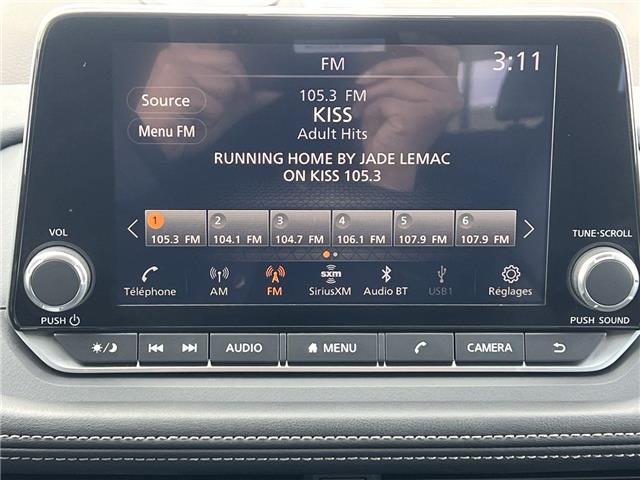 FM
3:11
Source
Menu FM
105.3 FM
KISS
Adult Hits
RUNNING HOME BY JADE LEMAC
ON KISS 105.3
1 2 3 4 5 6
105.3 FM 104.1 FM 104.7 FM 106.1 FM 107.9 FM 107.9 FM
Téléphone AM FM SiriusXM Audio BT USB1 Réglages
sxm
VOL
PUSH
TUNE·SCROLL
PUSH SOUND
AUDIO MENU CAMERA